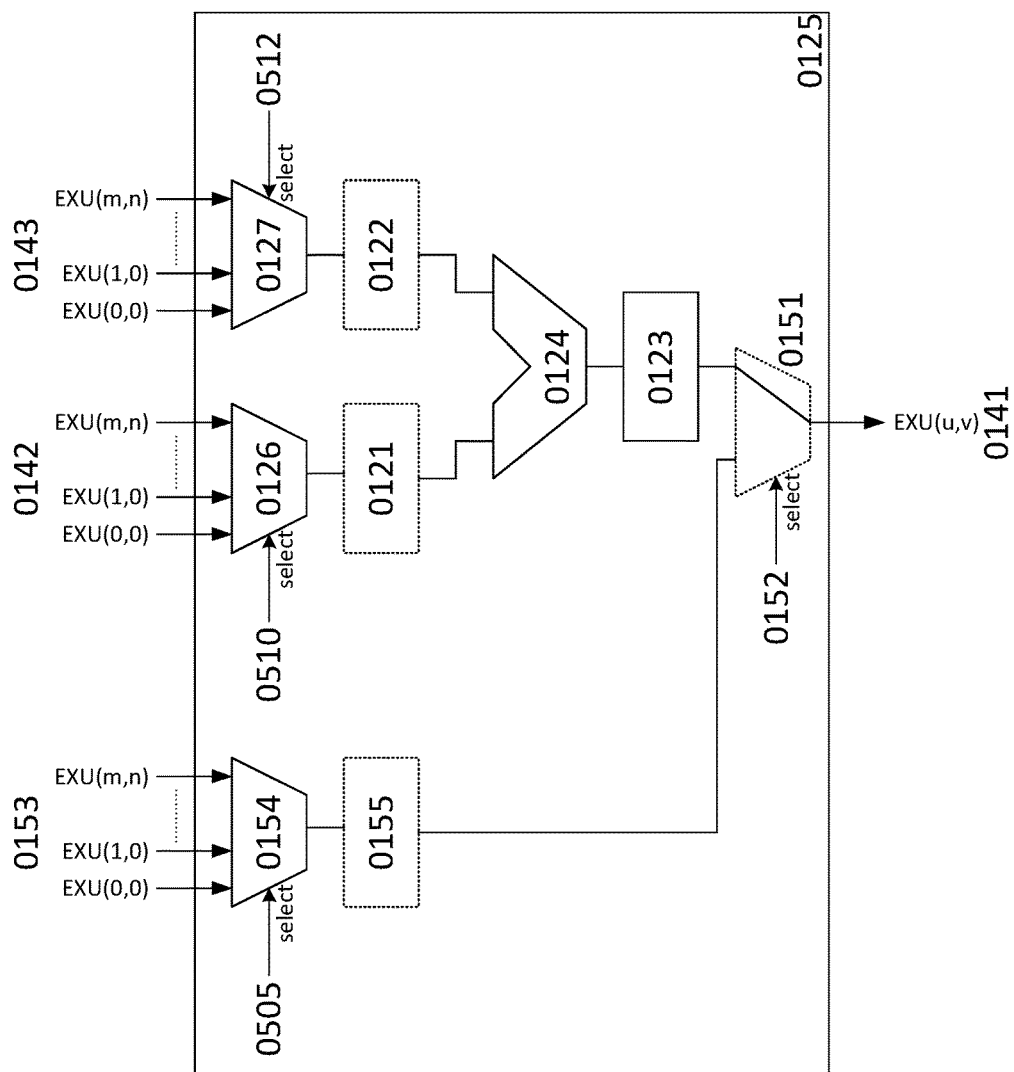 0153
0142
0143
EXU(0,0)
EXU(1,0)
EXU(m,n)
EXU(0,0)
EXU(1,0)
EXU(m,n)
EXU(0,0)
EXU(1,0)
EXU(m,n)
0505
select
0154
0510
select
0126
0127
select
0512
0155
0121
0122
0124
0123
0152
select
0151
0125
EXU(u,v)
0141